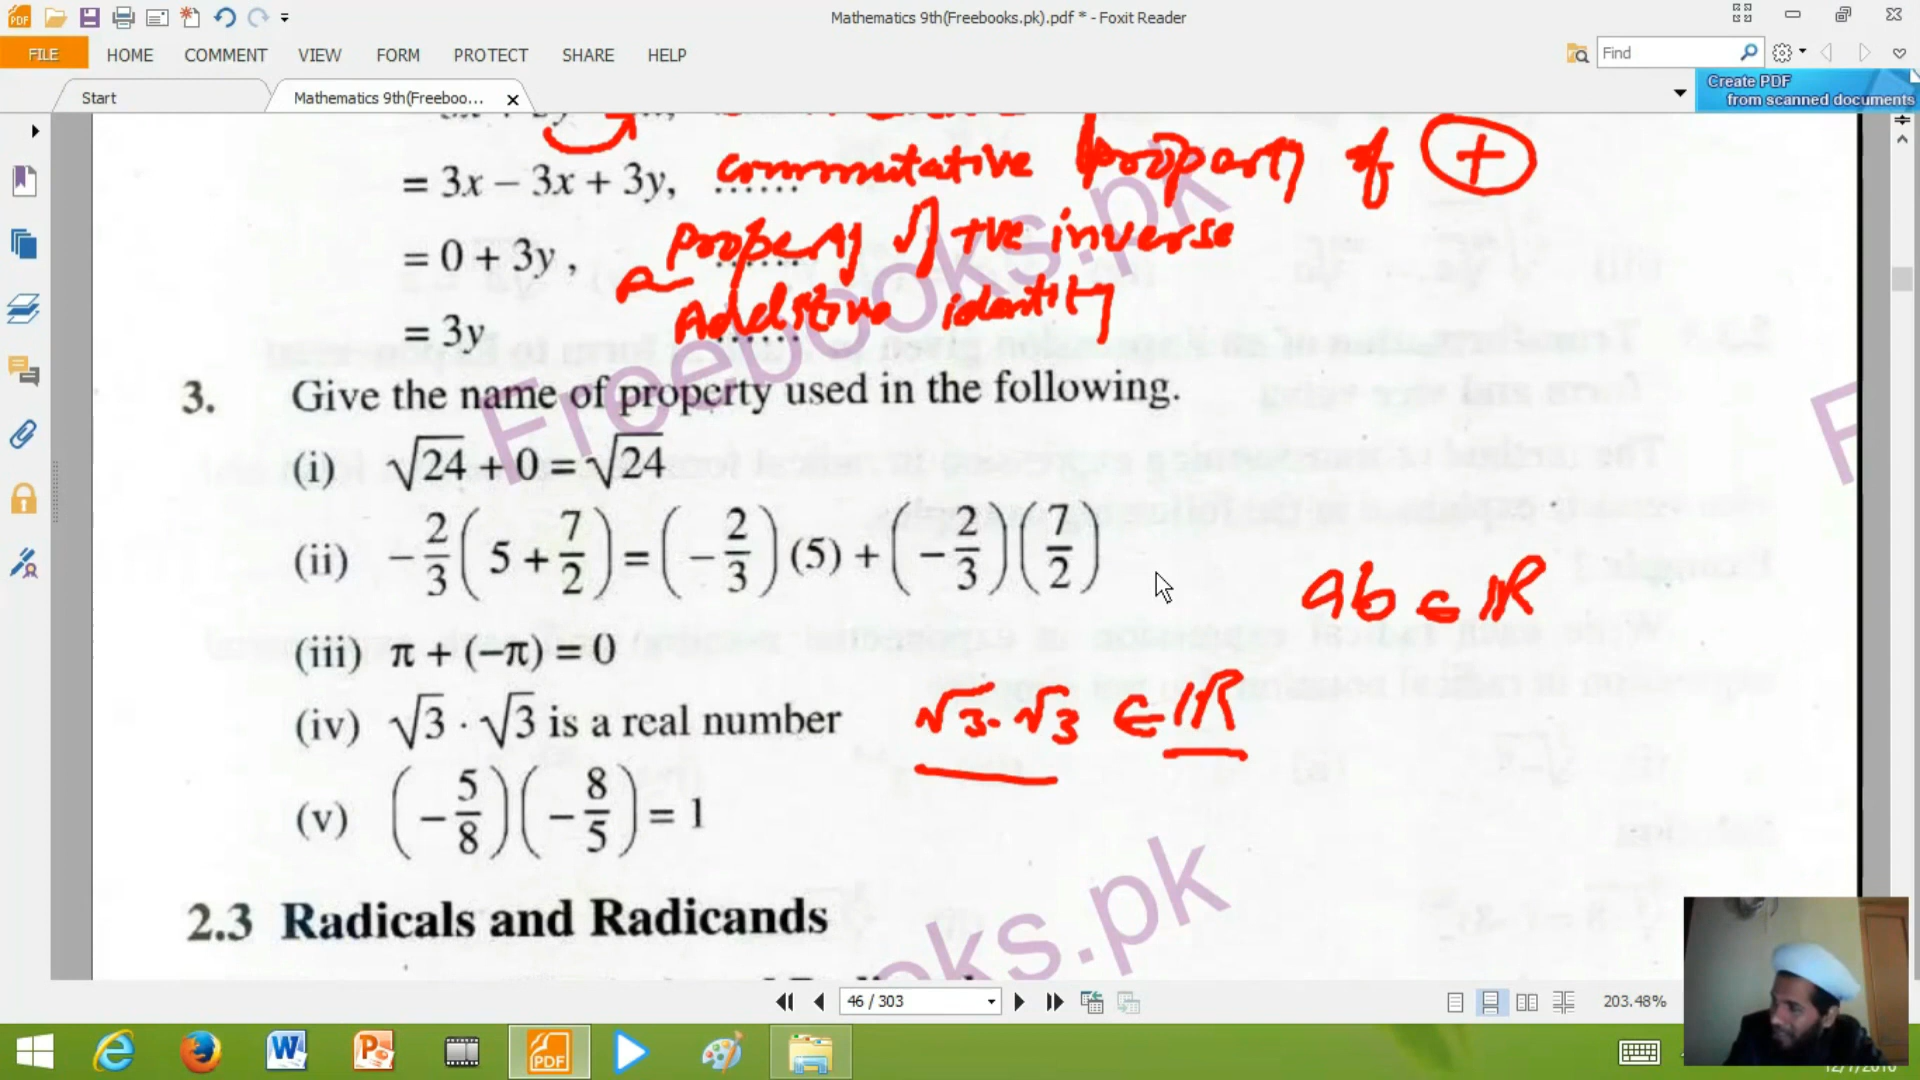 Mathematics 9th(Freebooks.pk).pdf * - Foxit Reader
FILE HOME COMMENT VIEW FORM PROTECT SHARE HELP
Find
Start
Mathematics 9th(Freeboo...
Create PDF
from scanned documents
= 3x – 3x + 3y, ...... commutative property of +
= 0 + 3y , ...... property of +ve inverse
= 3y ...... Additive identity
3. Give the name of property used in the following.
(i) √24 + 0 = √24
(ii) –2/3 ( 5 + 7/2 ) = ( –2/3 ) (5) + ( –2/3 ) ( 7/2 )
ab ∈ ℝ
(iii) π + (–π) = 0
(iv) √3 · √3 is a real number √3 · √3 ∈ ℝ
(v) ( –5/8 ) ( –8/5 ) = 1
2.3 Radicals and Radicands
Freebooks.pk
46 / 303
203.48%